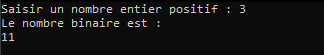 Saisir un nombre entier positif : 3
Le nombre binaire est :
11